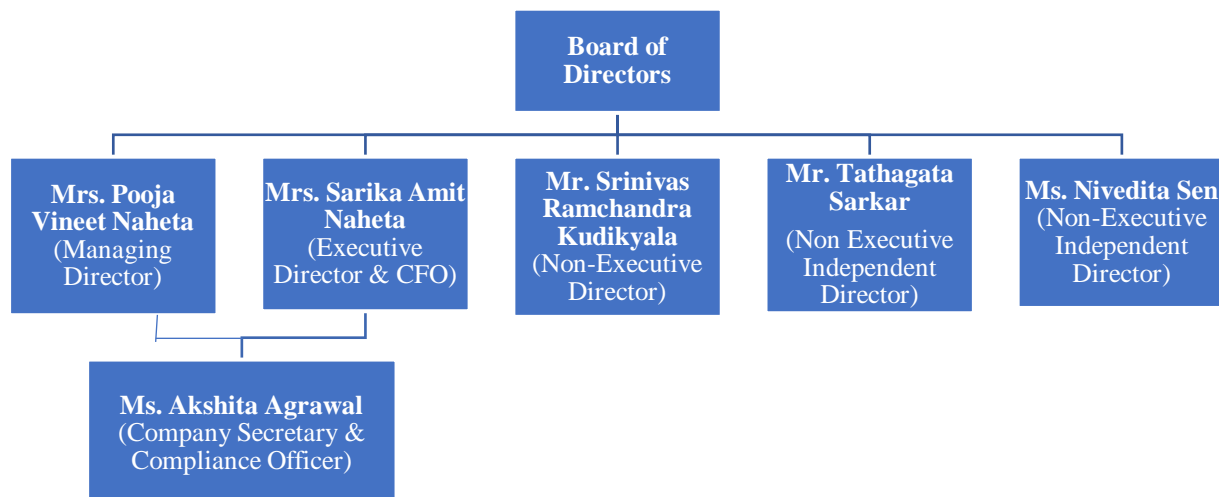 Board of
Directors
Mrs. Pooja
Vineet Naheta
(Managing
Director)
Mrs. Sarika Amit
Naheta
(Executive
Director & CFO)
Mr. Srinivas
Ramchandra
Kudikyala
(Non-Executive
Director)
Mr. Tathagata
Sarkar
(Non Executive
Independent
Director)
Ms. Nivedita Sen
(Non-Executive
Independent
Director)
Ms. Akshita Agrawal
(Company Secretary &
Compliance Officer)